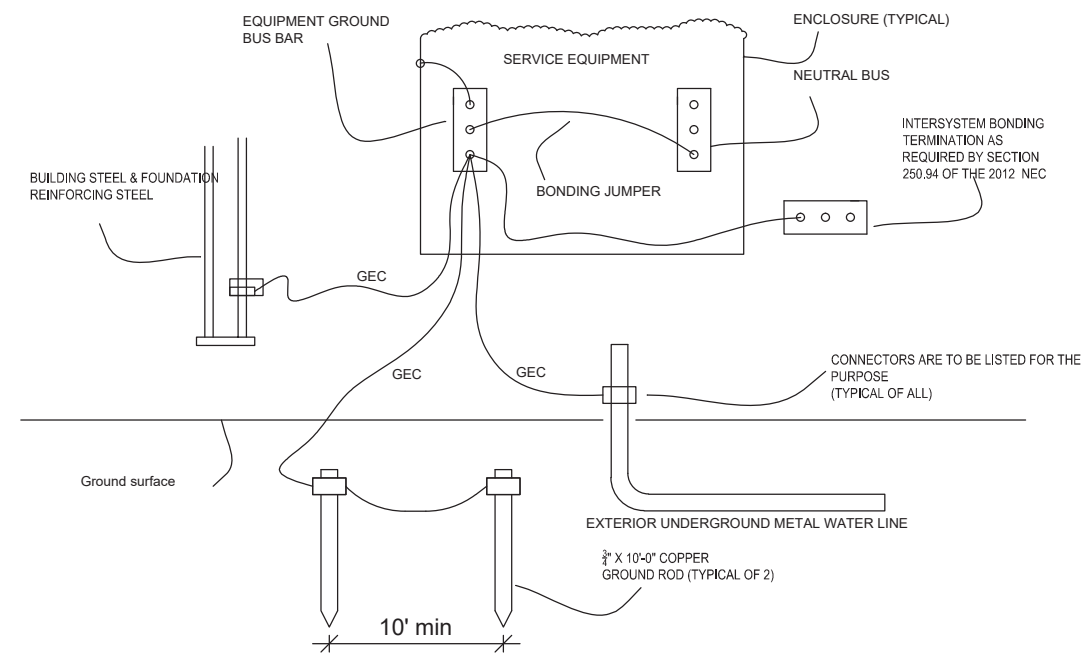 EQUIPMENT GROUND
BUS BAR
ENCLOSURE (TYPICAL)
SERVICE EQUIPMENT
NEUTRAL BUS
INTERSYSTEM BONDING
TERMINATION AS
REQUIRED BY SECTION
250.94 OF THE 2012 NEC
BUILDING STEEL & FOUNDATION
REINFORCING STEEL
BONDING JUMPER
GEC
GEC
GEC
CONNECTORS ARE TO BE LISTED FOR THE
PURPOSE
(TYPICAL OF ALL)
Ground surface
EXTERIOR UNDERGROUND METAL WATER LINE
3/4" X 10'-0" COPPER
GROUND ROD (TYPICAL OF 2)
10' min